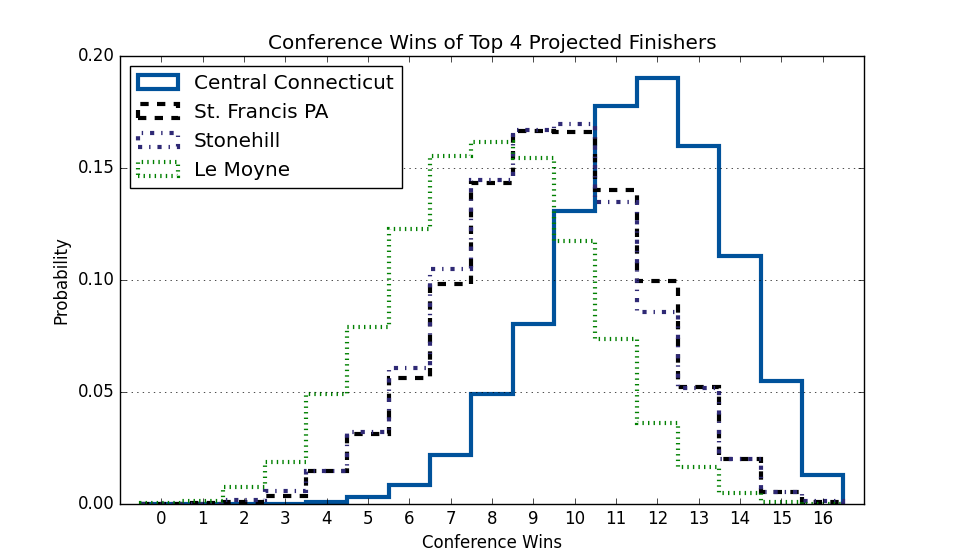 Conference Wins of Top 4 Projected Finishers
0.20
Central Connecticut
St. Francis PA
Stonehill
Le Moyne
0.15
0.10
0.05
0.00
Probability
0 1 2 3 4 5 6 7 8 9 10 11 12 13 14 15 16
Conference Wins